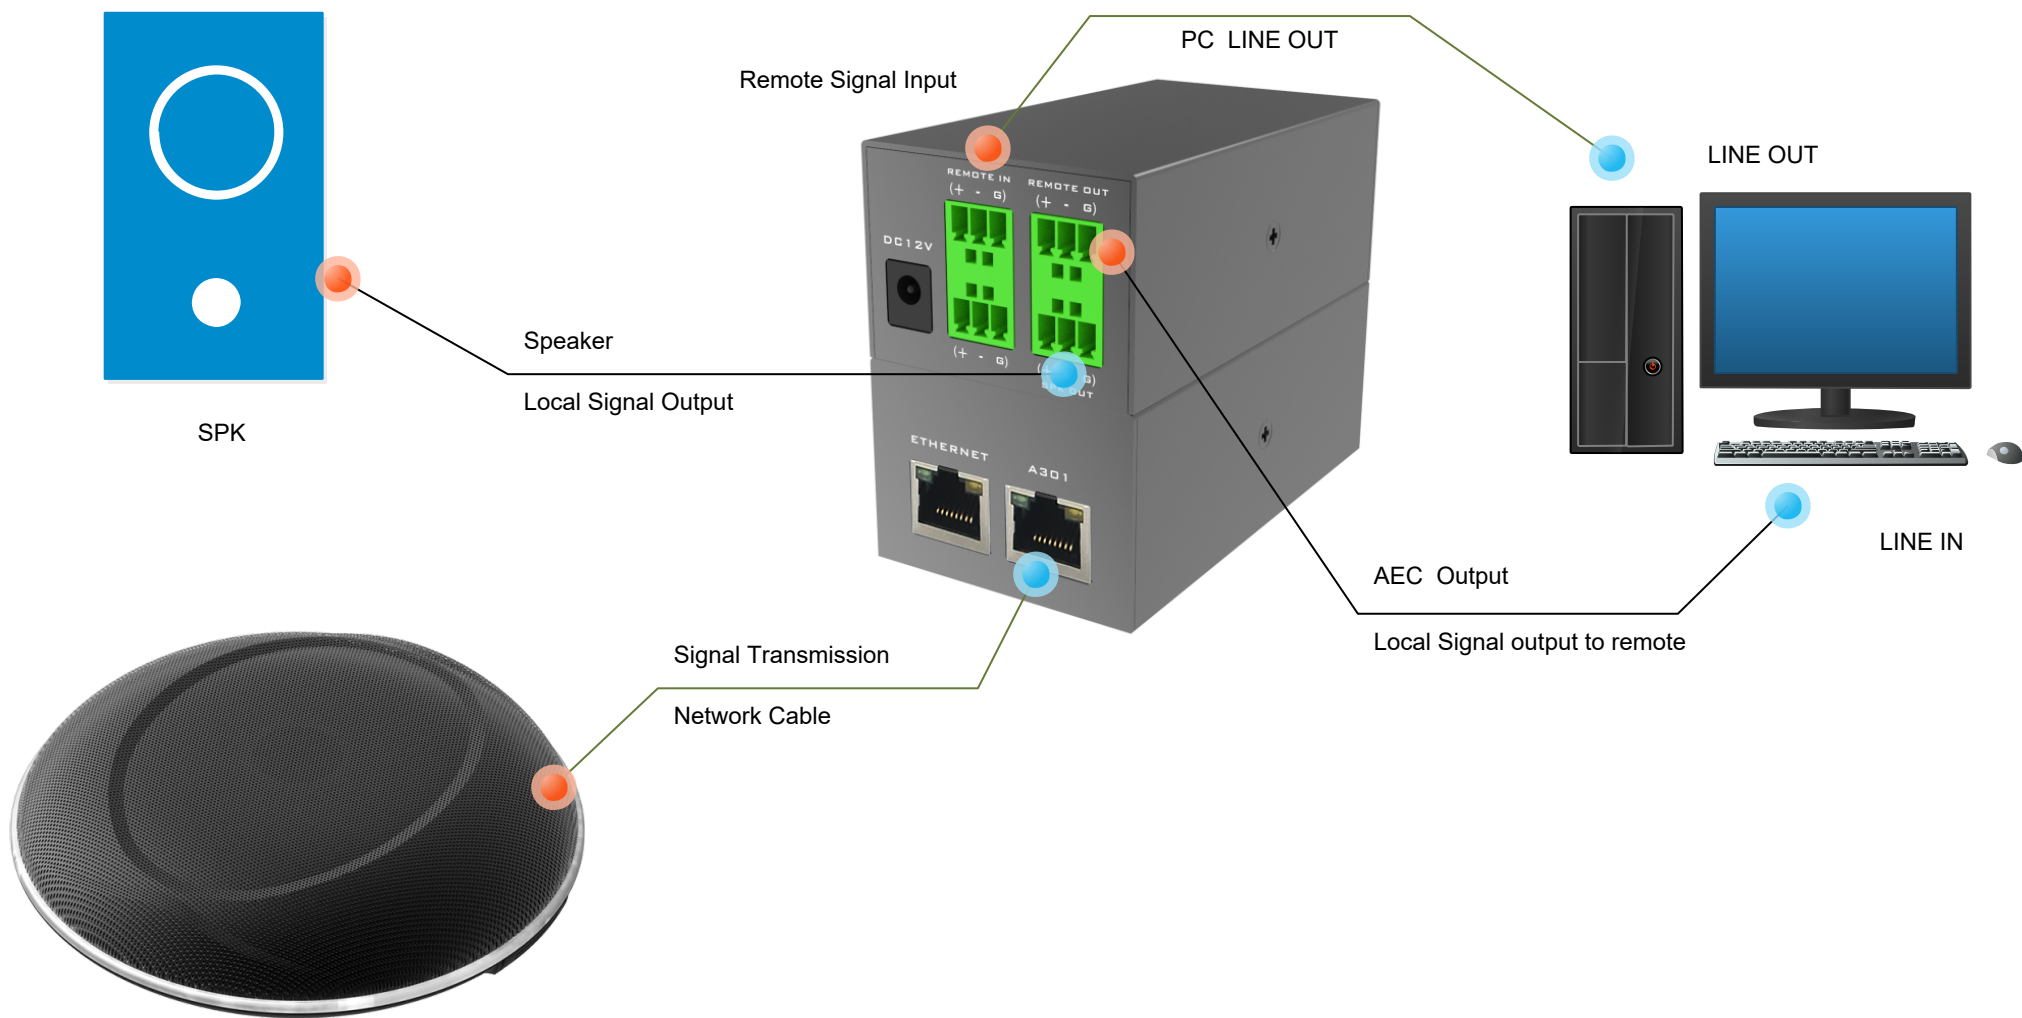 PC LINE OUT
Remote Signal Input
LINE OUT
REMOTE IN
REMOTE OUT
(+ - G)
(+ - G)
DC12V
Speaker
(+ - G)
G)
OUT
Local Signal Output
SPK
ETHERNET
A301
LINE IN
AEC Output
Local Signal output to remote
Signal Transmission
Network Cable